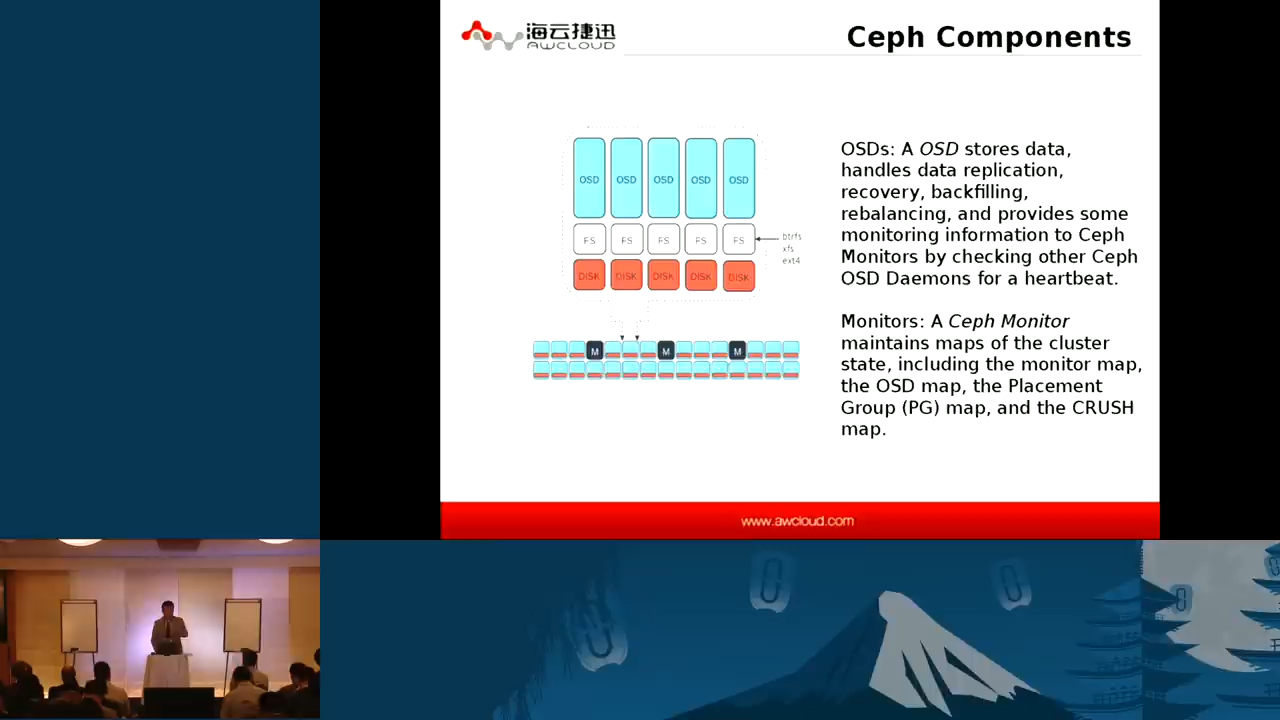 海云捷迅
AWCLOUD
Ceph Components
OSD OSD OSD OSD OSD
FS FS FS FS FS
btrfs
xfs
ext4
DISK DISK DISK DISK DISK
M M M
OSDs: A OSD stores data,
handles data replication,
recovery, backfilling,
rebalancing, and provides some
monitoring information to Ceph
Monitors by checking other Ceph
OSD Daemons for a heartbeat.
Monitors: A Ceph Monitor
maintains maps of the cluster
state, including the monitor map,
the OSD map, the Placement
Group (PG) map, and the CRUSH
map.
www.awcloud.com